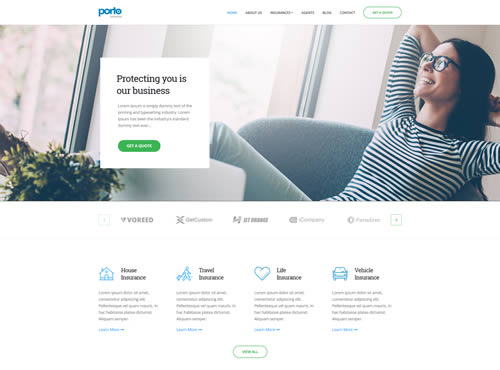 porto
HOME
ABOUT US
INSURANCES
AGENTS
BLOG
CONTACT
GET A QUOTE
Protecting you is
our business
Lorem Ipsum is simply dummy text of the
printing and typesetting industry. Lorem
Ipsum has been the industry's standard
dummy text ever...
GET A QUOTE
VOREED
GetCustom
JET ORANGE
iCompany
Paradizer
House
Insurance
Lorem ipsum dolor sit amet,
consectetur adipiscing elit.
Pellentesque vel quam mauris. In
hac habitasse platea dictumst.
Aliquam semper.
Learn More
Travel
Insurance
Lorem ipsum dolor sit amet,
consectetur adipiscing elit.
Pellentesque vel quam mauris. In
hac habitasse platea dictumst.
Aliquam semper.
Learn More
Life
Insurance
Lorem ipsum dolor sit amet,
consectetur adipiscing elit.
Pellentesque vel quam mauris. In
hac habitasse platea dictumst.
Aliquam semper.
Learn More
Vehicle
Insurance
Lorem ipsum dolor sit amet,
consectetur adipiscing elit.
Pellentesque vel quam mauris. In
hac habitasse platea dictumst.
Aliquam semper.
Learn More
VIEW ALL